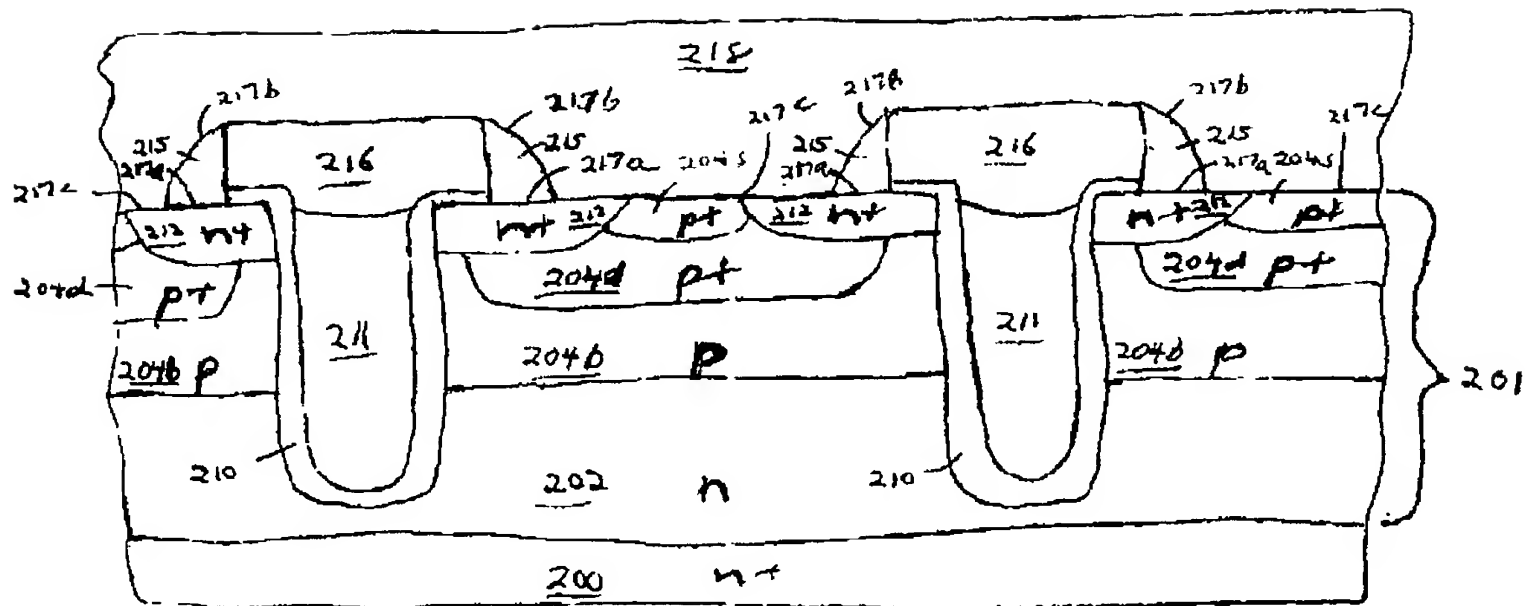 218
217b 217b 217c 217b 217b 217c
215 216 215 217a 204s 215 217a 216 215 217a 204s
217a
217c
212 n+ n+ 212 p+ 212 n+ n+ 212 p+
204d p+ 204d p+ 204d p+
211 211
204b p 204b p 204b p
201
210 202 n 210
200 n+